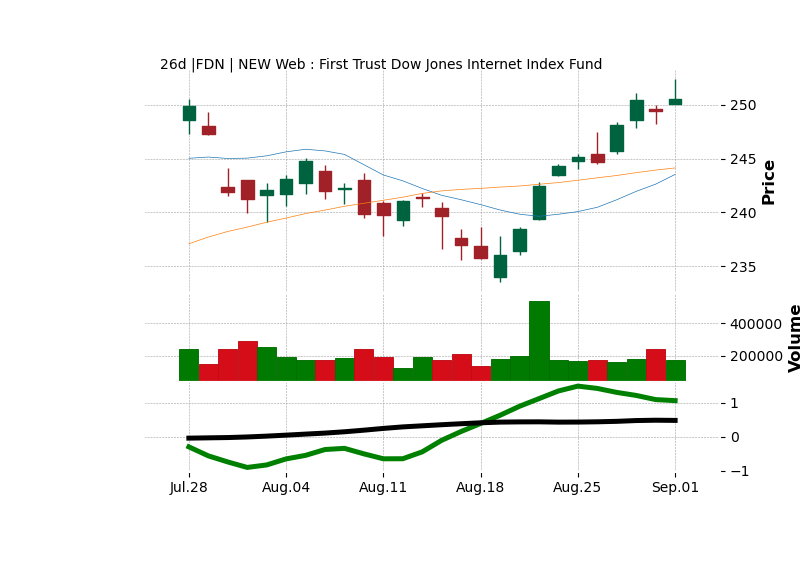 26d |FDN | NEW Web : First Trust Dow Jones Internet Index Fund
250
245
240
235
Price
400000
200000
Volume
1
0
−1
Jul.28 Aug.04 Aug.11 Aug.18 Aug.25 Sep.01